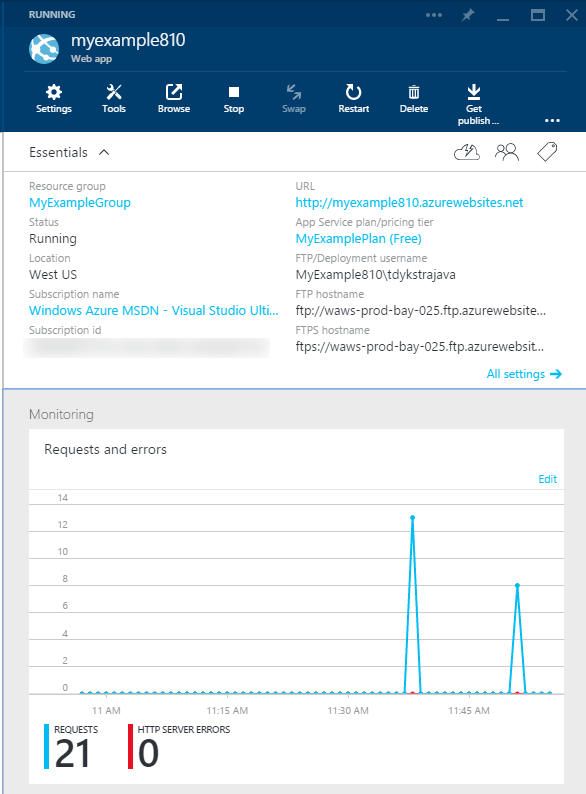 RUNNING
myexample810
Web app
Settings Tools Browse Stop Swap Restart Delete Get publish ...
Essentials
Resource group
MyExampleGroup
Status
Running
Location
West US
Subscription name
Windows Azure MSDN - Visual Studio Ulti...
Subscription id
URL
http://myexample810.azurewebsites.net
App Service plan/pricing tier
MyExamplePlan (Free)
FTP/Deployment username
MyExample810\tdykstrajava
FTP hostname
ftp://waws-prod-bay-025.ftp.azurewebsite...
FTPS hostname
ftps://waws-prod-bay-025.ftp.azurewebsit...
All settings
Monitoring
Requests and errors
Edit
14
12
10
8
6
4
2
0
11 AM 11:15 AM 11:30 AM 11:45 AM
REQUESTS
21
HTTP SERVER ERRORS
0